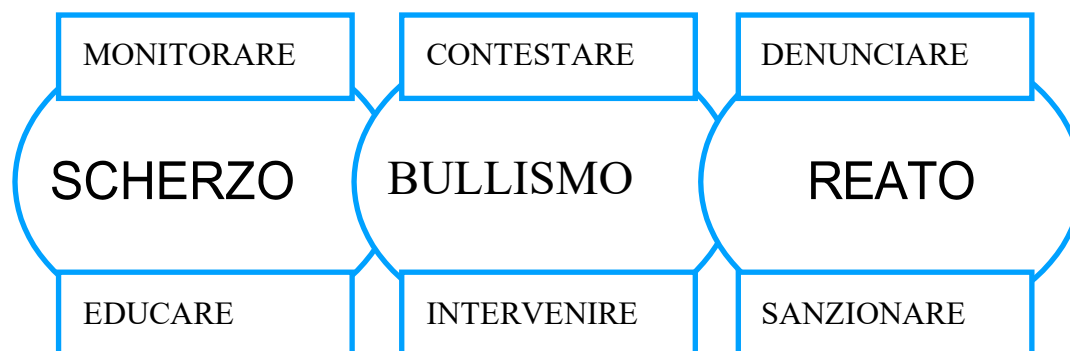 MONITORARE
CONTESTARE
DENUNCIARE
SCHERZO
BULLISMO
REATO
EDUCARE
INTERVENIRE
SANZIONARE